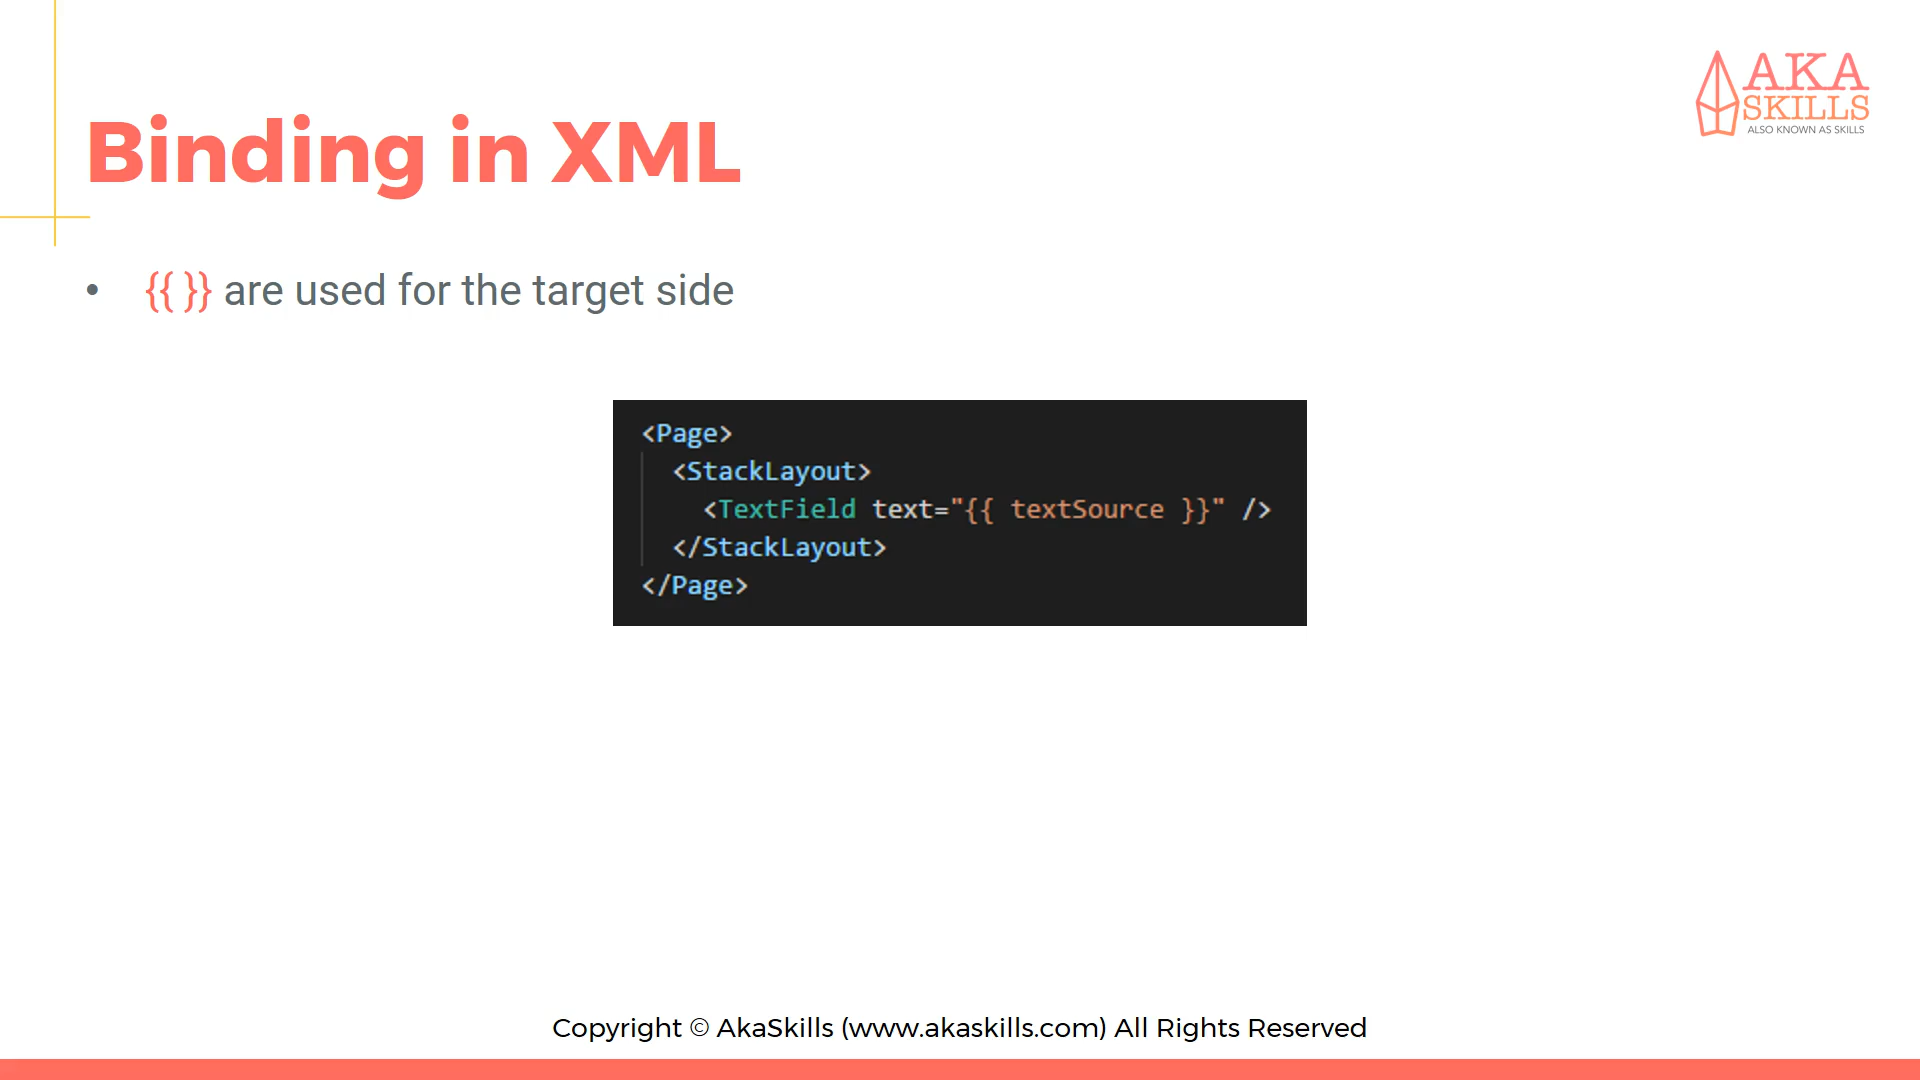 AKA
SKILLS
ALSO KNOWN AS SKILLS
Binding in XML
• {{ }} are used for the target side
<Page>
<StackLayout>
<TextField text="{{ textSource }}" />
</StackLayout>
</Page>
Copyright © AkaSkills (www.akaskills.com) All Rights Reserved